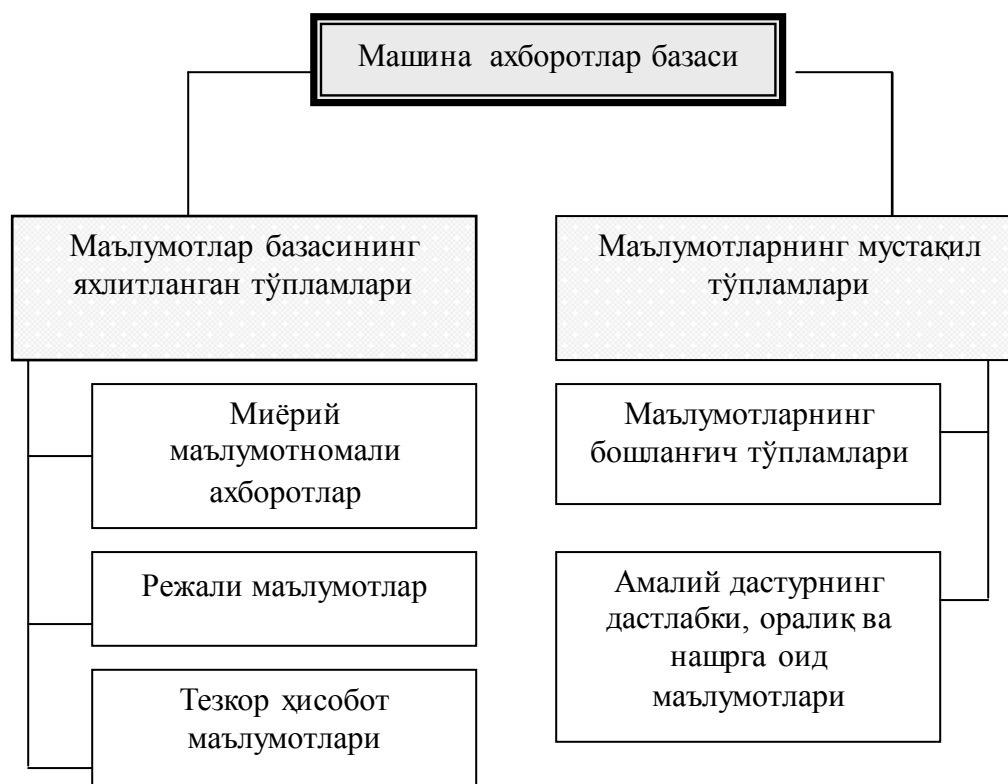 Машина ахборотлар базаси
Маълумотлар базасининг
яхлитланган тўпламлари
Миёрий
маълумотномали
ахборотлар
Режали маълумотлар
Тезкор ҳисобот
маълумотлари
Маълумотларнинг мустақил
тўпламлари
Маълумотларнинг
бошланғич тўпламлари
Амалий дастурнинг
дастлабки, оралиқ ва
нашрга оид
маълумотлари